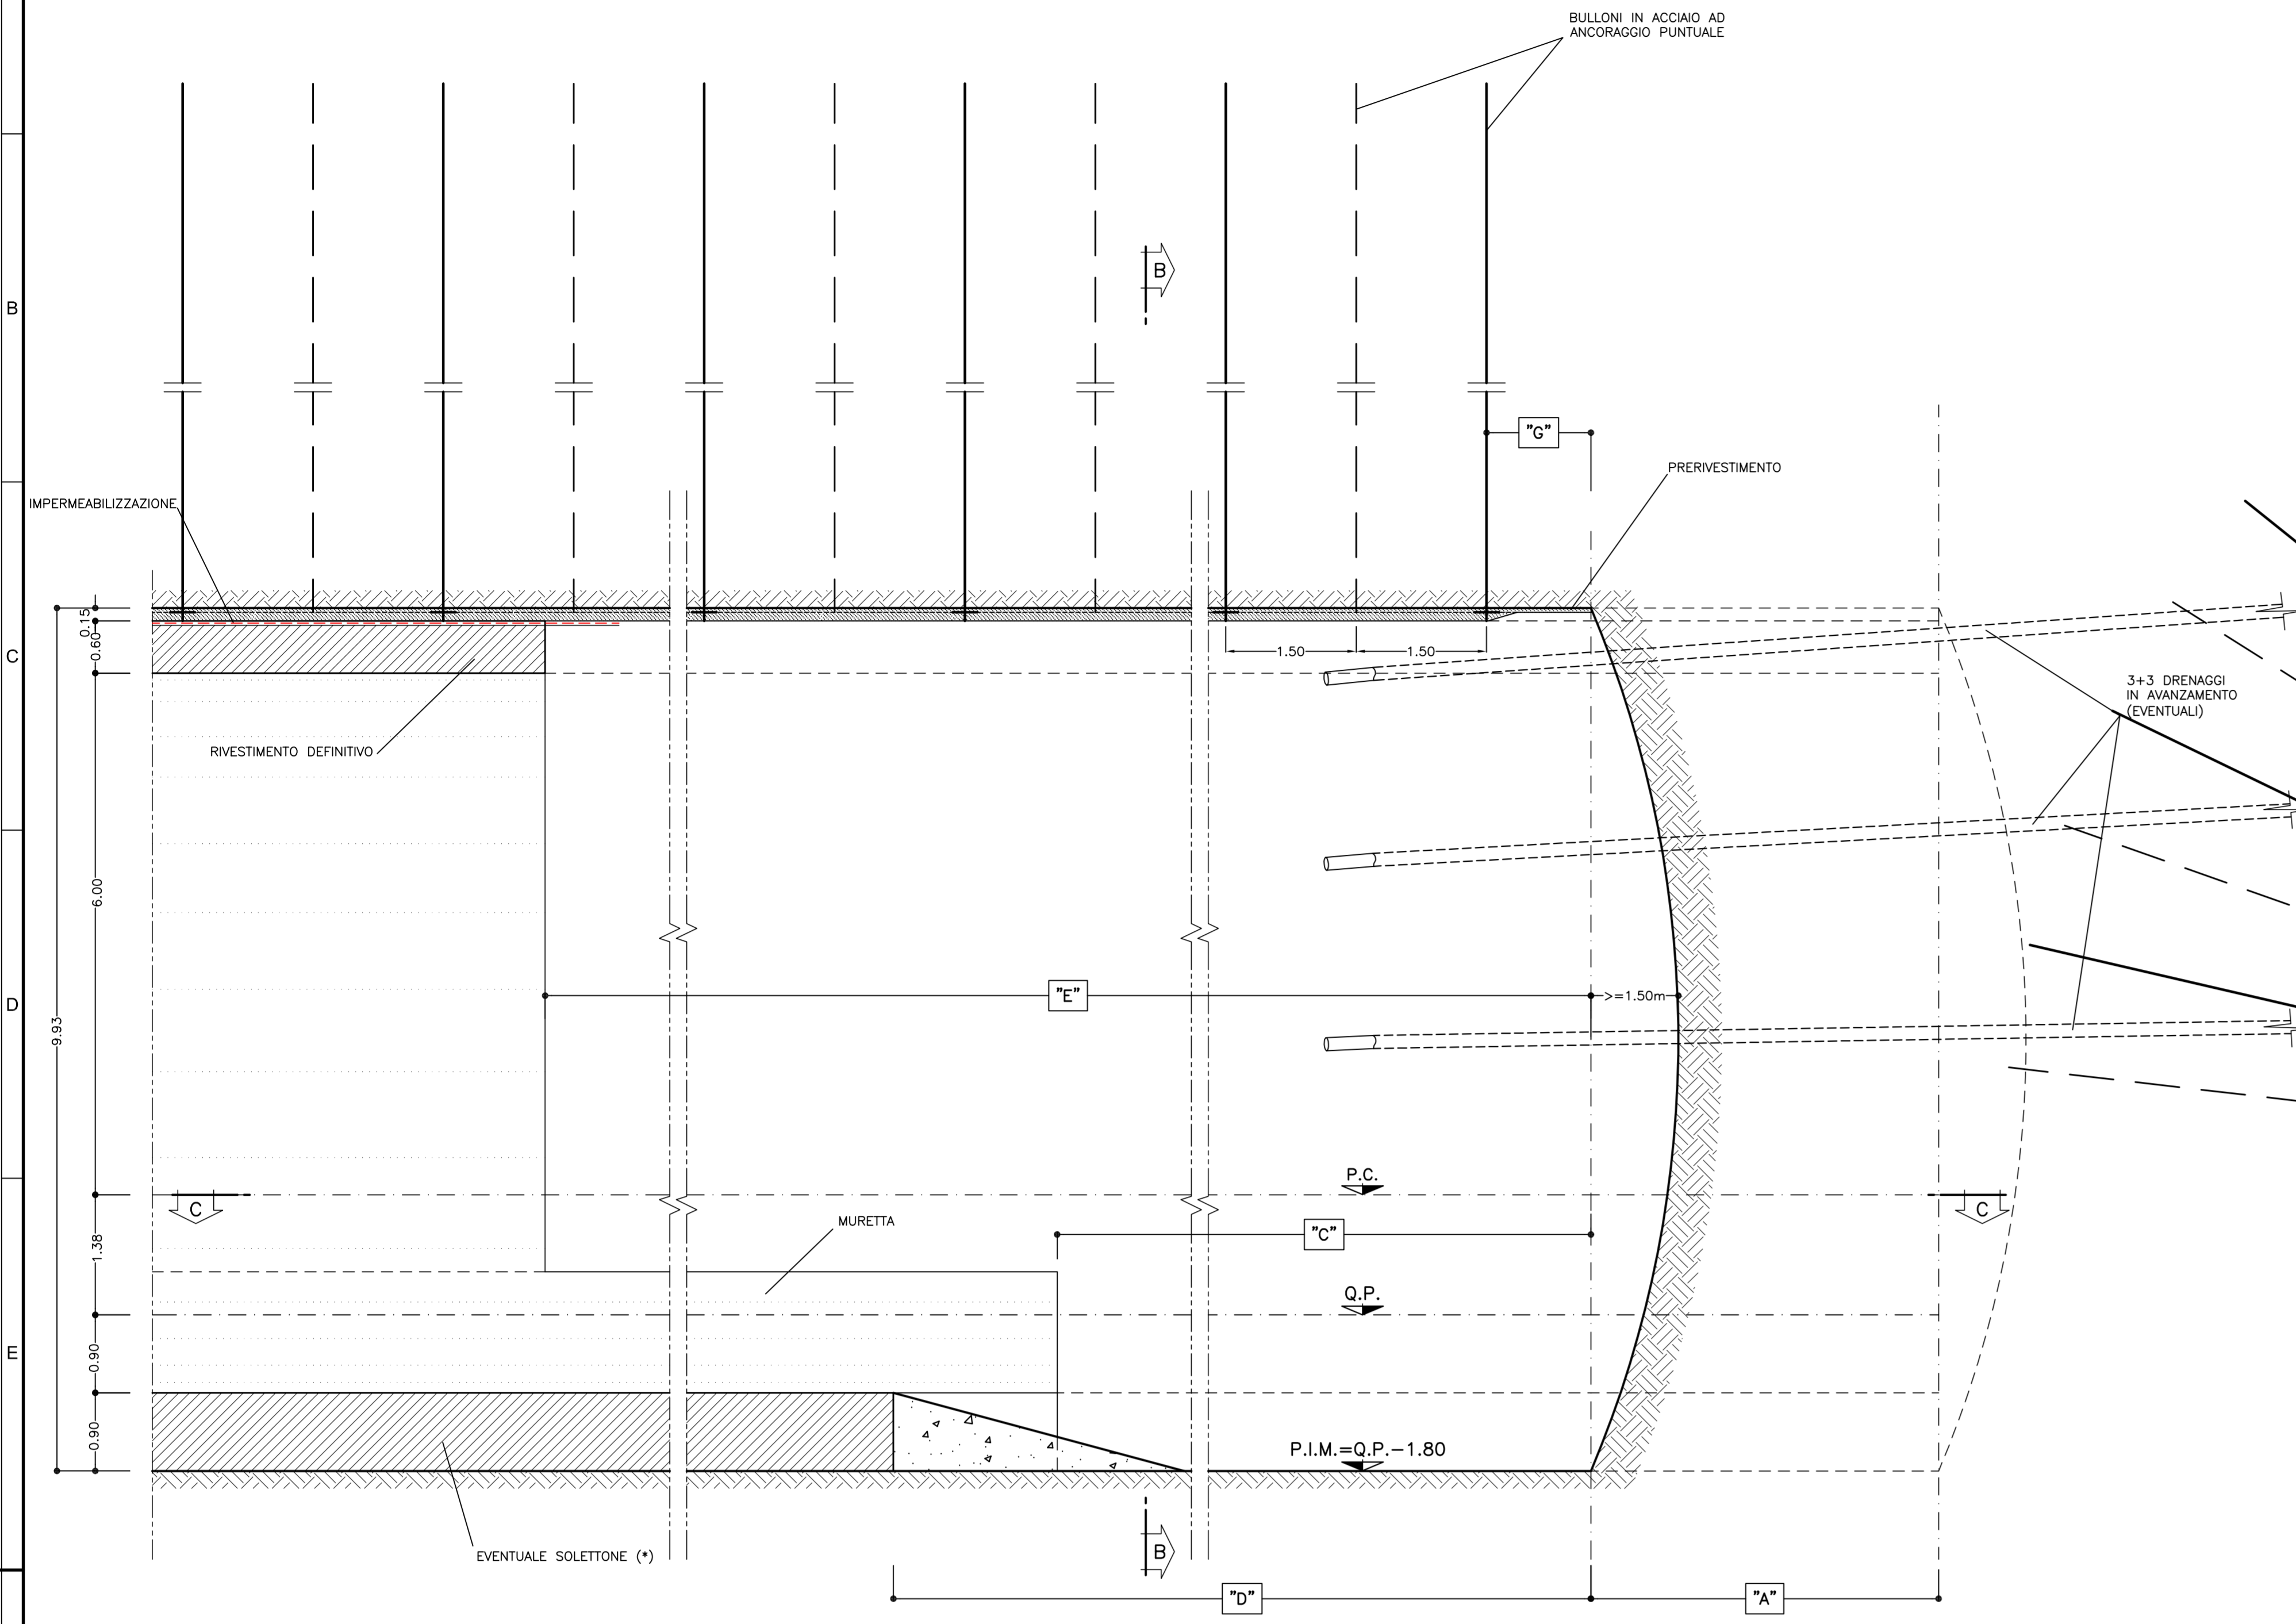 BULLONI IN ACCIAIO AD
ANCORAGGIO PUNTUALE
B
B
"G"
PRERIVESTIMENTO
IMPERMEABILIZZAZIONE
0.15
0.60
C
1.50
1.50
3+3 DRENAGGI
IN AVANZAMENTO
(EVENTUALI)
RIVESTIMENTO DEFINITIVO
6.00
D
"E"
>=1.50m
9.93
P.C.
C
C
MURETTA
"C"
1.38
Q.P.
E
0.90
0.90
P.I.M.=Q.P.-1.80
EVENTUALE SOLETTONE (*)
B
"D"
"A"